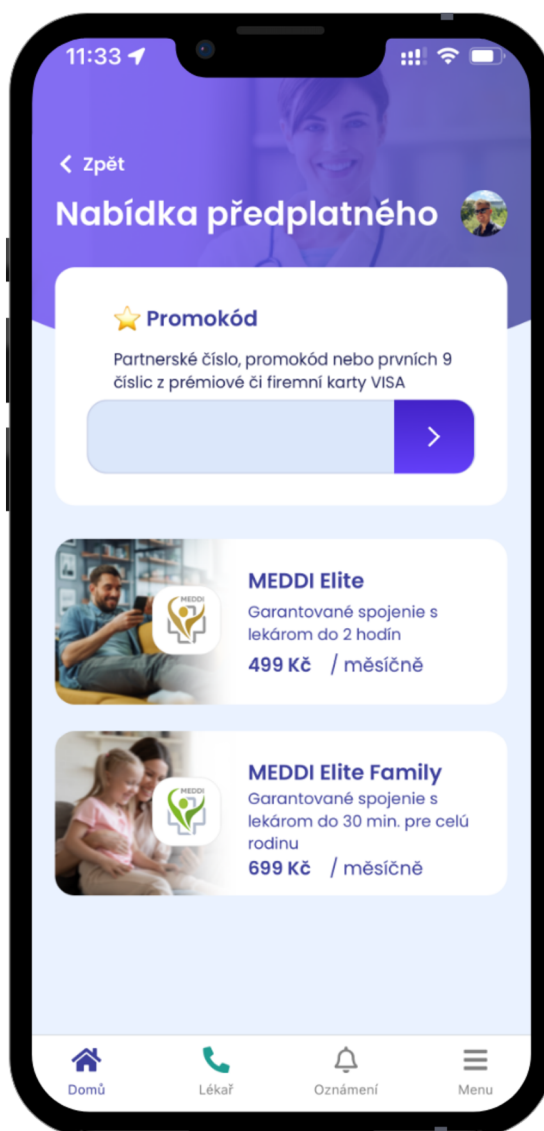 11:33
Zpět
Nabídka předplatného
Promokód
Partnerské číslo, promokód nebo prvních 9
číslic z prémiové či firemní karty VISA
MEDDI
MEDDI Elite
Garantované spojenie s
lekárom do 2 hodín
499 Kč / měsíčně
MEDDI
MEDDI Elite Family
Garantované spojenie s
lekárom do 30 min. pre celú
rodinu
699 Kč / měsíčně
Domů
Lékař
Oznámení
Menu